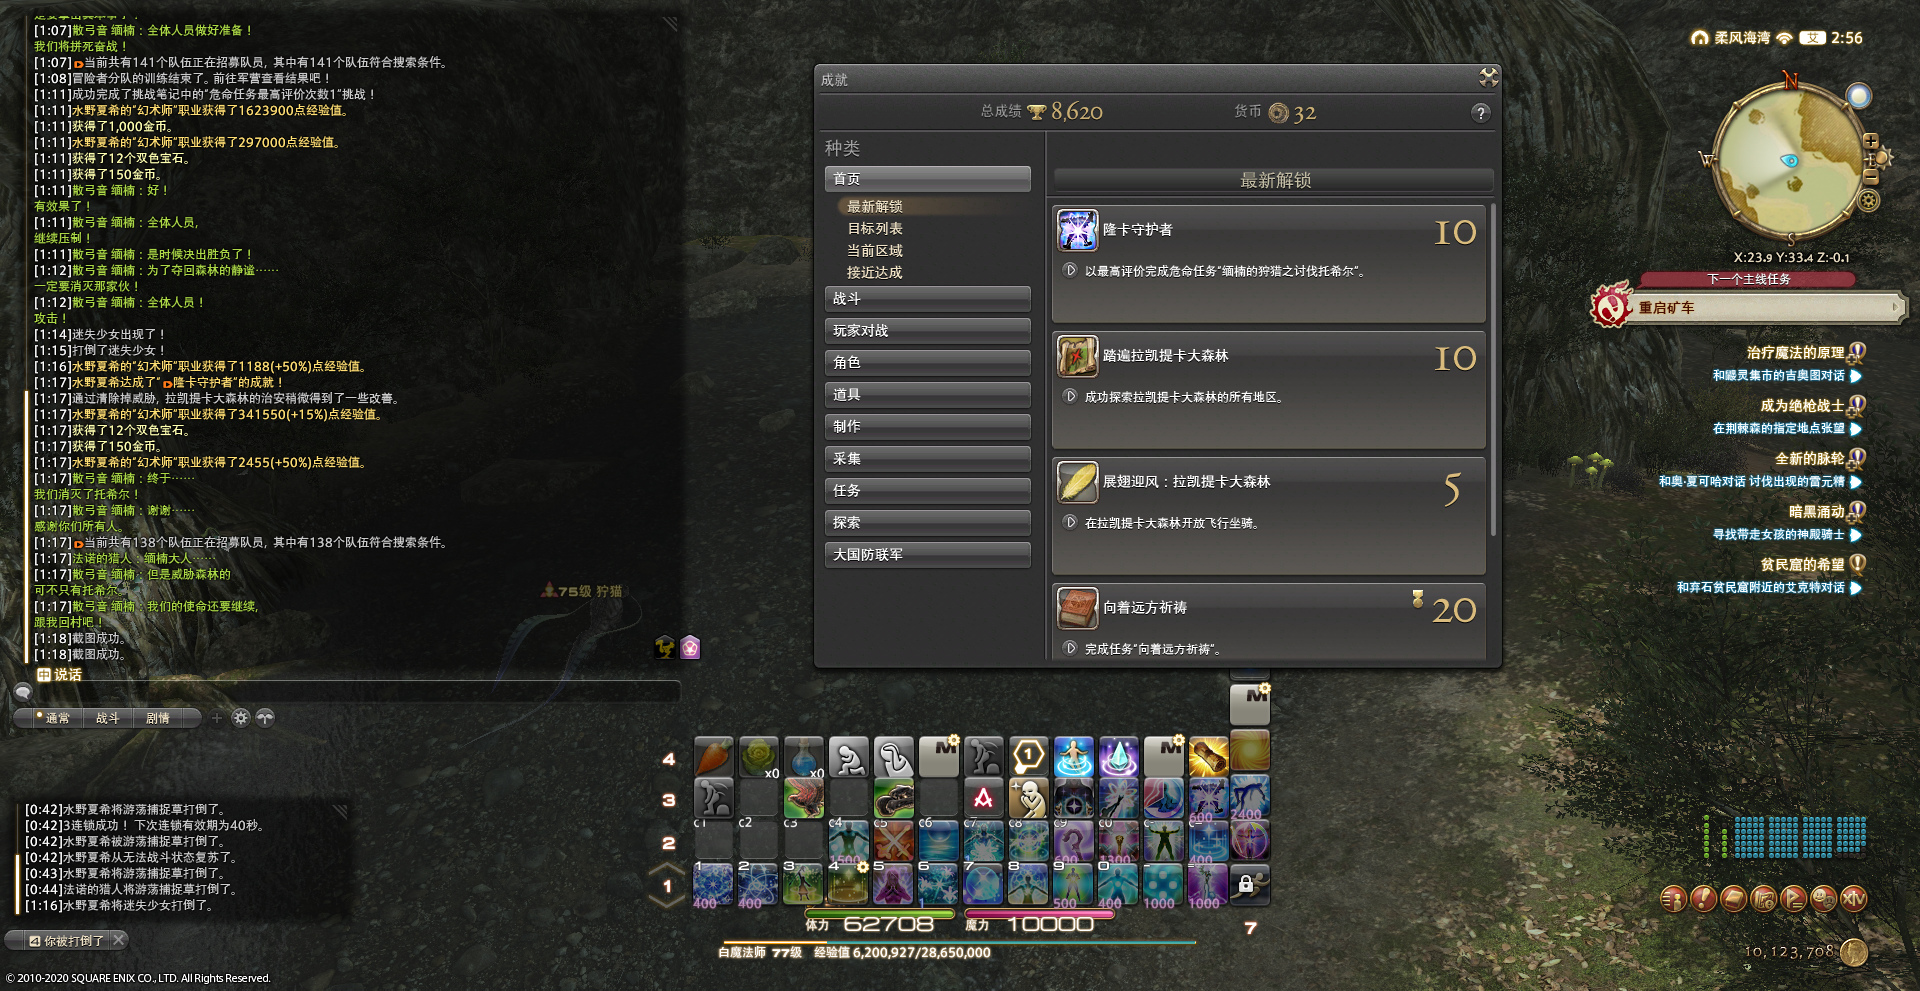 [1:07]散弓音 缅楠：全体人员做好准备！
我们将拼死奋战！
[1:07]当前共有141个队伍正在招募队员, 其中有141个队伍符合搜索条件。
[1:08]冒险者分队的训练结束了。前往军营查看结果吧！
[1:11]成功完成了挑战笔记中的“危命任务最高评价次数1”挑战！
[1:11]水野夏希的“幻术师”职业获得了1623900点经验值。
[1:11]获得了1,000金币。
[1:11]水野夏希的“幻术师”职业获得了297000点经验值。
[1:11]获得了12个双色宝石。
[1:11]获得了150金币。
[1:11]散弓音 缅楠：好！
有效果了！
[1:11]散弓音 缅楠：全体人员,
继续压制！
[1:11]散弓音 缅楠：是时候决出胜负了！
[1:12]散弓音 缅楠：为了夺回森林的静谧……
一定要消灭那家伙！
[1:12]散弓音 缅楠：全体人员！
攻击！
[1:14]迷失少女出现了！
[1:15]打倒了迷失少女！
[1:16]水野夏希的“幻术师”职业获得了1188(+50%)点经验值。
[1:17]水野夏希达成了“隆卡守护者”的成就！
[1:17]通过清除掉威胁, 拉凯提卡大森林的治安稍微得到了一些改善。
[1:17]水野夏希的“幻术师”职业获得了341550(+15%)点经验值。
[1:17]获得了12个双色宝石。
[1:17]获得了150金币。
[1:17]水野夏希的“幻术师”职业获得了2455(+50%)点经验值。
[1:17]散弓音 缅楠：终于……
我们消灭了托希尔！
[1:17]散弓音 缅楠：谢谢……
感谢你们所有人。
[1:17]当前共有138个队伍正在招募队员, 其中有138个队伍符合搜索条件。
[1:17]法诺的猎人：缅楠大人……
[1:17]散弓音 缅楠：但是威胁森林的
可不只有托希尔。
[1:17]散弓音 缅楠：我们的使命还要继续,
跟我回村吧！
[1:18]截图成功。
[1:18]截图成功。
说话
通常 战斗 剧情
[0:42]水野夏希将游荡捕捉草打倒了。
[0:42]3连锁成功！ 下次连锁有效期为40秒。
[0:42]水野夏希被游荡捕捉草打倒了。
[0:42]水野夏希从无法战斗状态复苏了。
[0:43]水野夏希将游荡捕捉草打倒了。
[0:44]法诺的猎人将游荡捕捉草打倒了。
[1:16]水野夏希将迷失少女打倒了。
4 你被打倒了
© 2010-2020 SQUARE ENIX CO., LTD. All Rights Reserved.
75级 狞猫
成就
总成绩 8,620
货币 32
?
种类
首页
最新解锁
目标列表
当前区域
接近达成
战斗
玩家对战
角色
道具
制作
采集
任务
探索
大国防联军
最新解锁
隆卡守护者 10
以最高评价完成危命任务“缅楠的狩猎之讨伐托希尔”。
踏遍拉凯提卡大森林 10
成功探索拉凯提卡大森林的所有地区。
展翅迎风：拉凯提卡大森林 5
在拉凯提卡大森林开放飞行坐骑。
向着远方祈祷 20
完成任务“向着远方祈祷”。
M
4 x0 x0 M 1 M
3 600 2400
c1 c2 c3 c4 c5 c6 c7 c8 c9 c0
2 1500 600 1300 400
1 2 3 4 5 6 7 8 9 0
1 400 400 1 500 400 1000 1000
体力 62708 魔力 10000
7
白魔法师 77级 经验值 6,200,927/28,650,000
柔风海湾 艾 2:56
N
W
E
S
X:23.9 Y:33.4 Z:-0.1
下一个主线任务
重启矿车
治疗魔法的原理
和鼹灵集市的吉奥图对话
成为绝枪战士
在荆棘森的指定地点张望
全新的脉轮
和奥·夏可哈对话 讨伐出现的雷元精
暗黑涌动
寻找带走女孩的神殿骑士
贫民窟的希望
和弃石贫民窟附近的艾克特对话
XIV
10,123,708